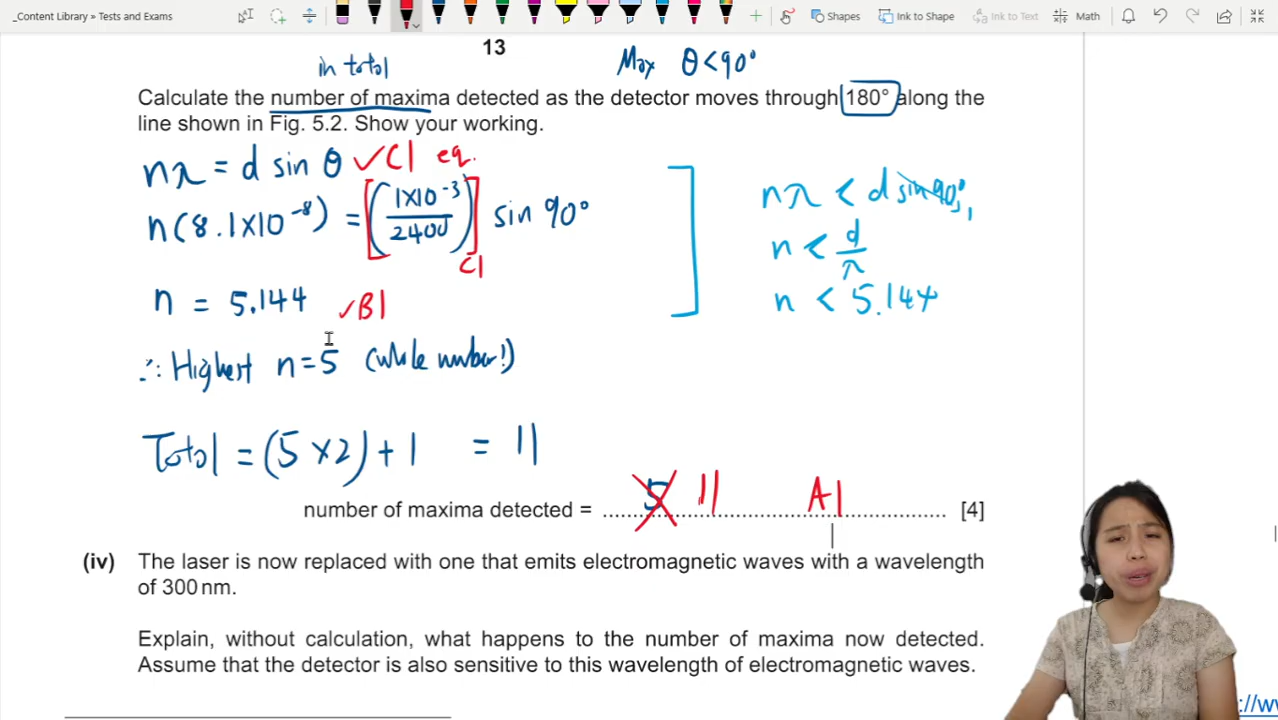 _Content Library » Tests and Exams
Shapes
Ink to Shape
Ink to Text
Math
13
in total
Max θ < 90°
Calculate the number of maxima detected as the detector moves through 180° along the
line shown in Fig. 5.2. Show your working.
nλ = d sin θ ✓C1 eq.
n(8.1×10⁻⁸) = [(1×10⁻³/2400)] sin 90°
C1
n = 5.144 ✓B1
∴ Highest n=5 (whole number!)
nλ < d sin 90°, 1
n < d/λ
n < 5.144
Total = (5×2)+1 = 11
number of maxima detected = 5 11 A1 [4]
(iv) The laser is now replaced with one that emits electromagnetic waves with a wavelength
of 300 nm.
Explain, without calculation, what happens to the number of maxima now detected.
Assume that the detector is also sensitive to this wavelength of electromagnetic waves.
://w